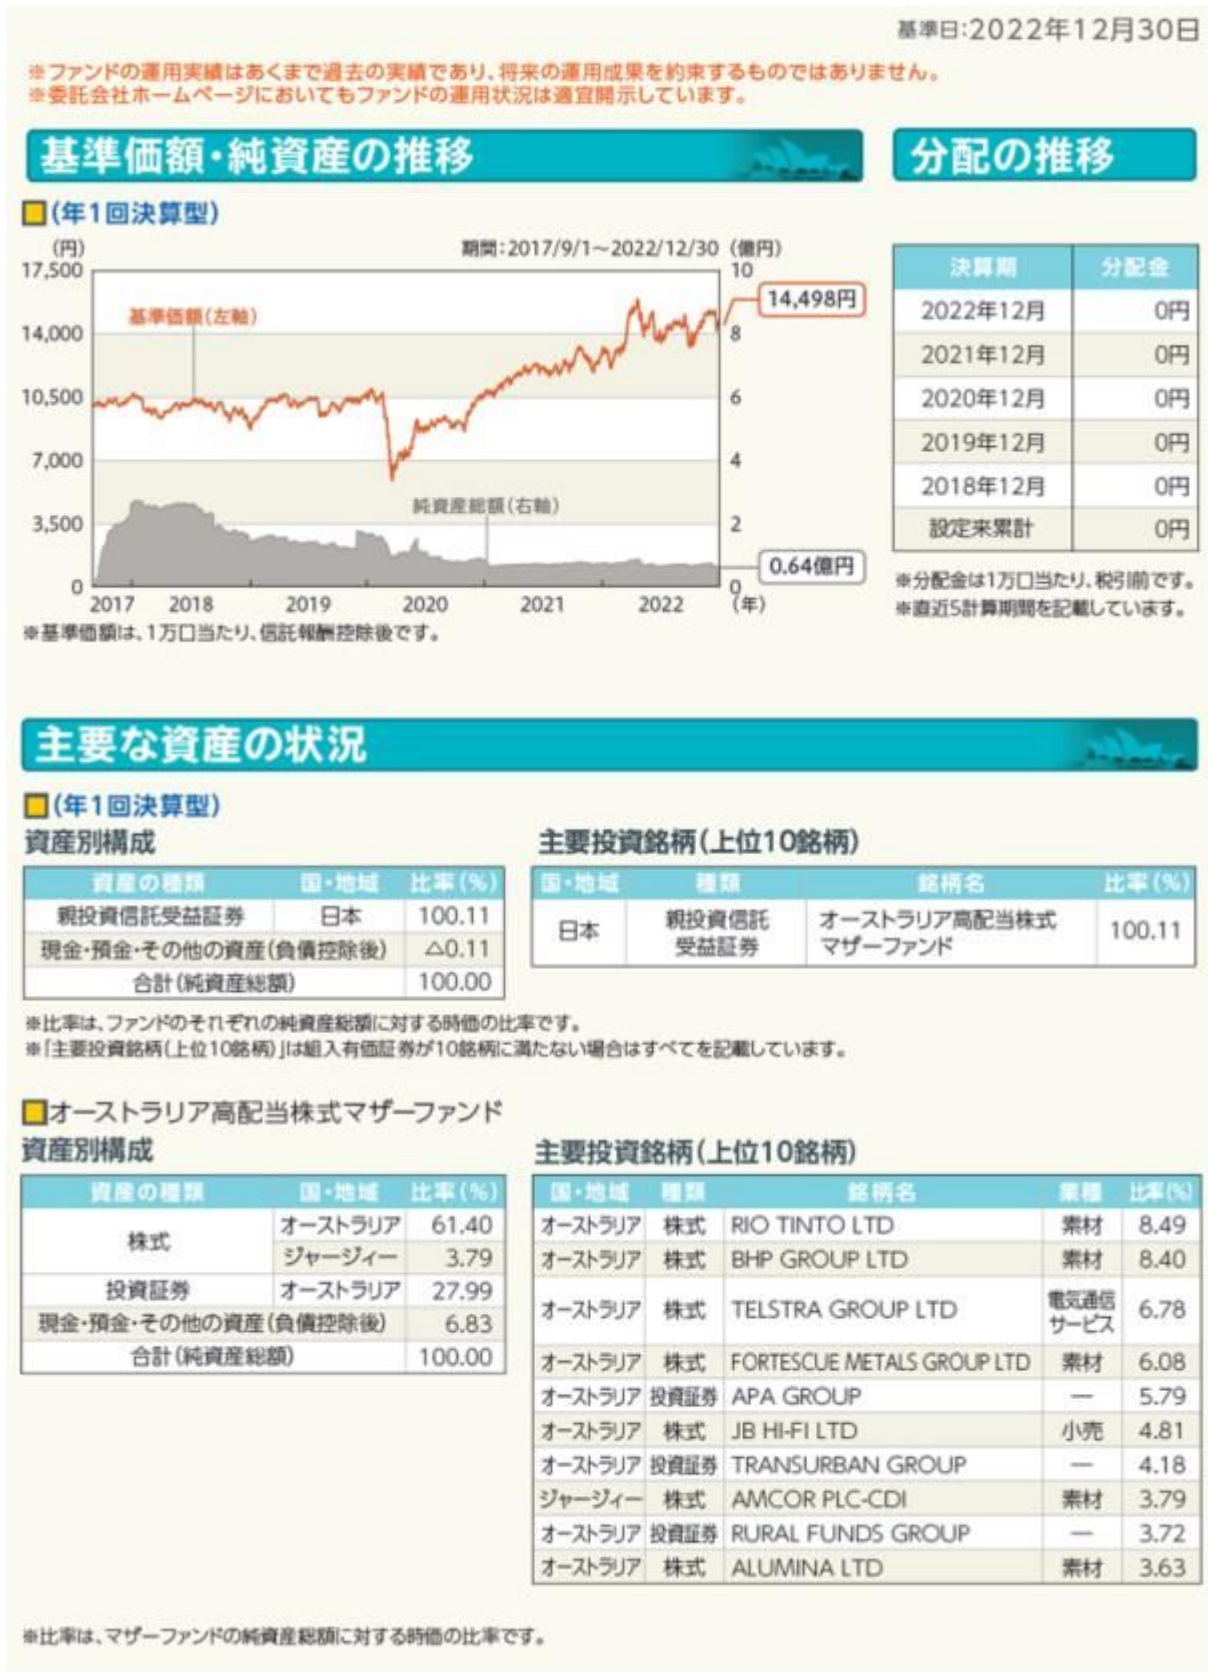 基準日:2022年12月30日
※ファンドの運用実績はあくまで過去の実績であり、将来の運用成果を約束するものではありません。
※委託会社ホームページにおいてもファンドの運用状況は適宜開示しています。
基準価額・純資産の推移
(年1回決算型)
(円)
期間:2017/9/1～2022/12/30
(億円)
17,500
14,000
10,500
7,000
3,500
0
基準価額(左軸)
純資産総額(右軸)
10
8
6
4
2
0
14,498円
0.64億円
2017 2018 2019 2020 2021 2022 (年)
※基準価額は、1万口当たり、信託報酬控除後です。
分配の推移
決算期 分配金
2022年12月 0円
2021年12月 0円
2020年12月 0円
2019年12月 0円
2018年12月 0円
設定来累計 0円
※分配金は1万口当たり、税引前です。
※直近5計算期間を記載しています。
主要な資産の状況
(年1回決算型)
資産別構成
資産の種類 国・地域 比率(%)
親投資信託受益証券 日本 100.11
現金・預金・その他の資産(負債控除後) △0.11
合計(純資産総額) 100.00
主要投資銘柄(上位10銘柄)
国・地域 種類 銘柄名 比率(%)
日本 親投資信託 オーストラリア高配当株式 100.11
受益証券 マザーファンド
※比率は、ファンドのそれぞれの純資産総額に対する時価の比率です。
※「主要投資銘柄(上位10銘柄)」は組入有価証券が10銘柄に満たない場合はすべてを記載しています。
オーストラリア高配当株式マザーファンド
資産別構成
資産の種類 国・地域 比率(%)
株式 オーストラリア 61.40
ジャージィー 3.79
投資証券 オーストラリア 27.99
現金・預金・その他の資産(負債控除後) 6.83
合計(純資産総額) 100.00
主要投資銘柄(上位10銘柄)
国・地域 種類 銘柄名 業種 比率(%)
オーストラリア 株式 RIO TINTO LTD 素材 8.49
オーストラリア 株式 BHP GROUP LTD 素材 8.40
オーストラリア 株式 TELSTRA GROUP LTD 電気通信 6.78
サービス
オーストラリア 株式 FORTESCUE METALS GROUP LTD 素材 6.08
オーストラリア 投資証券 APA GROUP － 5.79
オーストラリア 株式 JB HI-FI LTD 小売 4.81
オーストラリア 投資証券 TRANSURBAN GROUP － 4.18
ジャージィー 株式 AMCOR PLC-CDI 素材 3.79
オーストラリア 投資証券 RURAL FUNDS GROUP － 3.72
オーストラリア 株式 ALUMINA LTD 素材 3.63
※比率は、マザーファンドの純資産総額に対する時価の比率です。